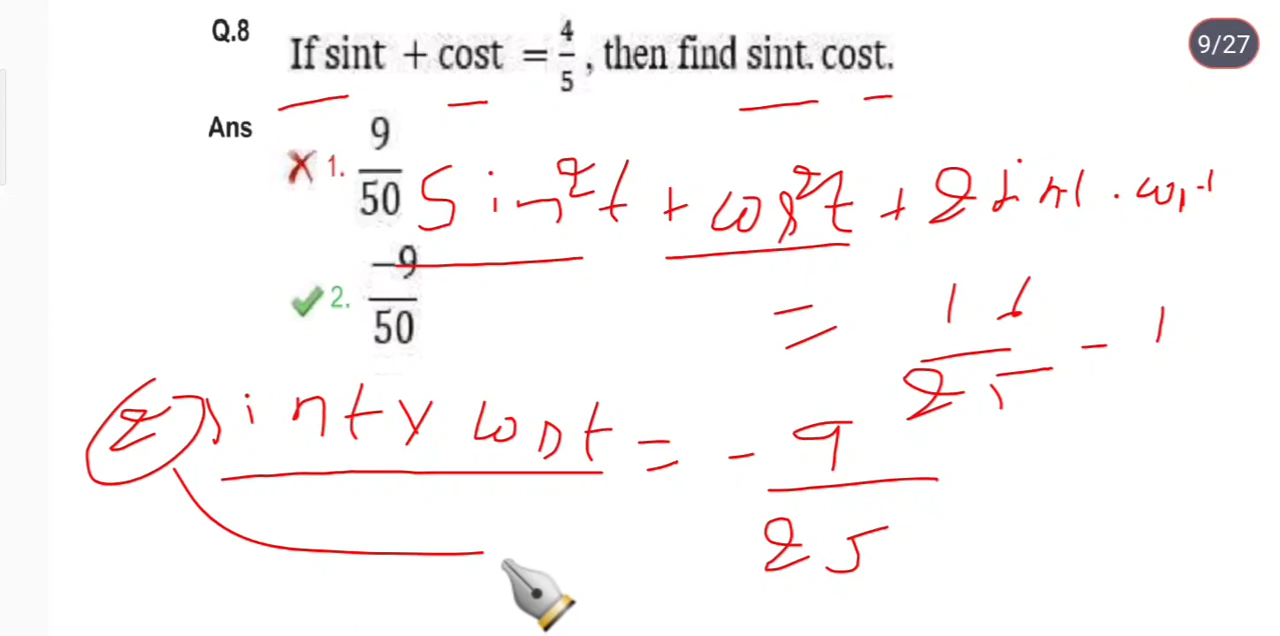 Q.8 If sint + cost = 4/5, then find sint. cost.
9/27
Ans
1. 9/50
sin²t + cos²t + 2 sint . cost
2. -9/50
= 16/25 - 1
2 sint x cost = - 9/25